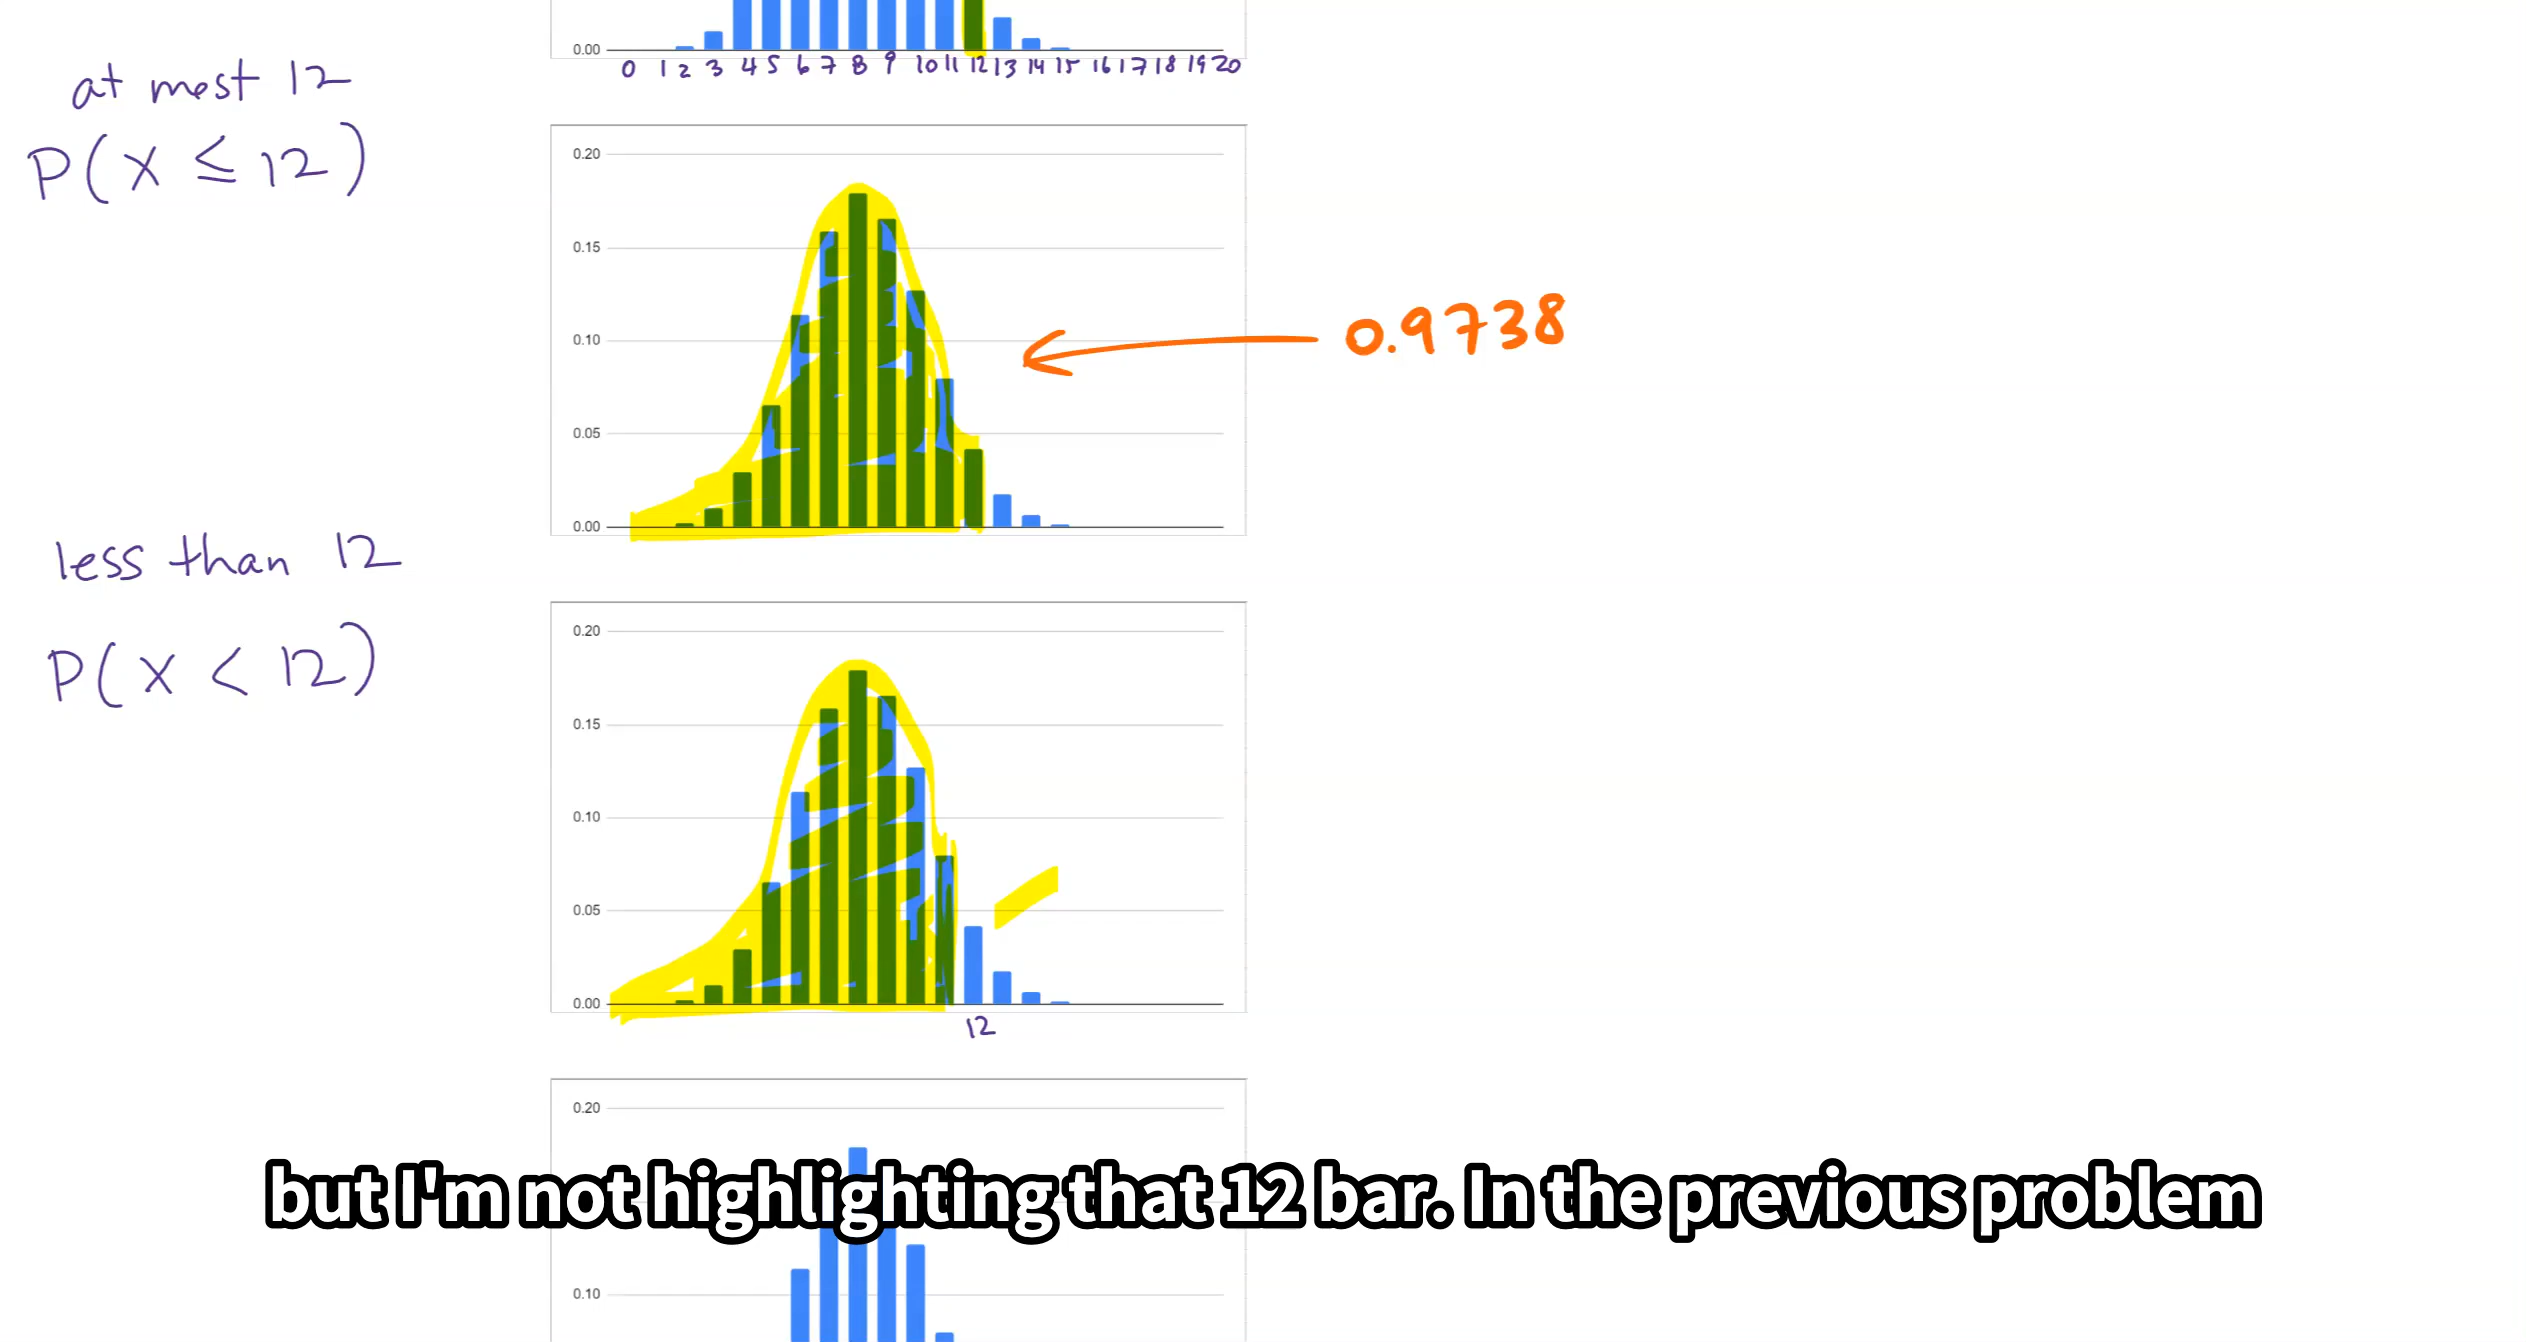 0.00
0 1 2 3 4 5 6 7 8 9 10 11 12 13 14 15 16 17 18 19 20
at most 12
P(X ≤ 12)
0.20
0.15
0.10
0.05
0.00
0.9738
less than 12
P(X < 12)
0.20
0.15
0.10
0.05
0.00
12
0.20
but I'm not highlighting that 12 bar. In the previous problem
0.10